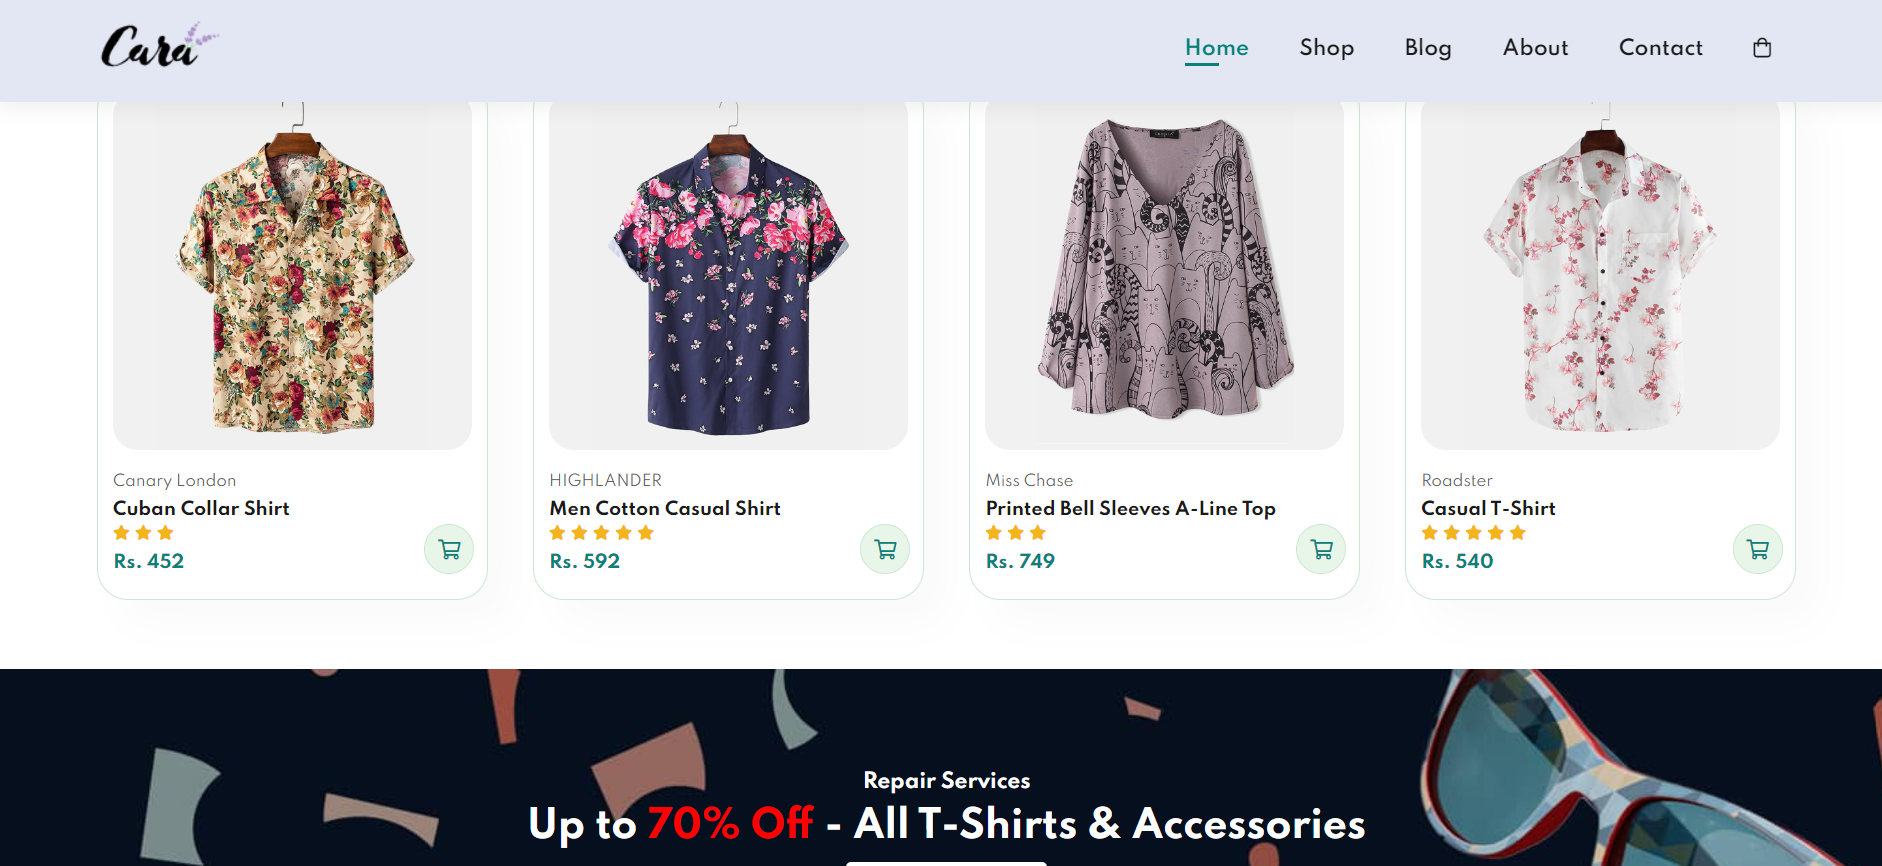 Cara
Home Shop Blog About Contact
Canary London
Cuban Collar Shirt
Rs. 452
HIGHLANDER
Men Cotton Casual Shirt
Rs. 592
Miss Chase
Printed Bell Sleeves A-Line Top
Rs. 749
Roadster
Casual T-Shirt
Rs. 540
Repair Services
Up to 70% Off - All T-Shirts & Accessories